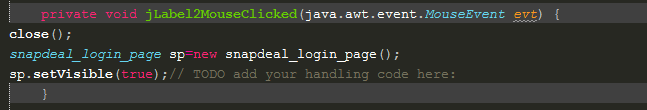 private void jLabel2MouseClicked(java.awt.event.MouseEvent evt) {
close();
snapdeal_login_page sp=new snapdeal_login_page();
sp.setVisible(true);// TODO add your handling code here:
}